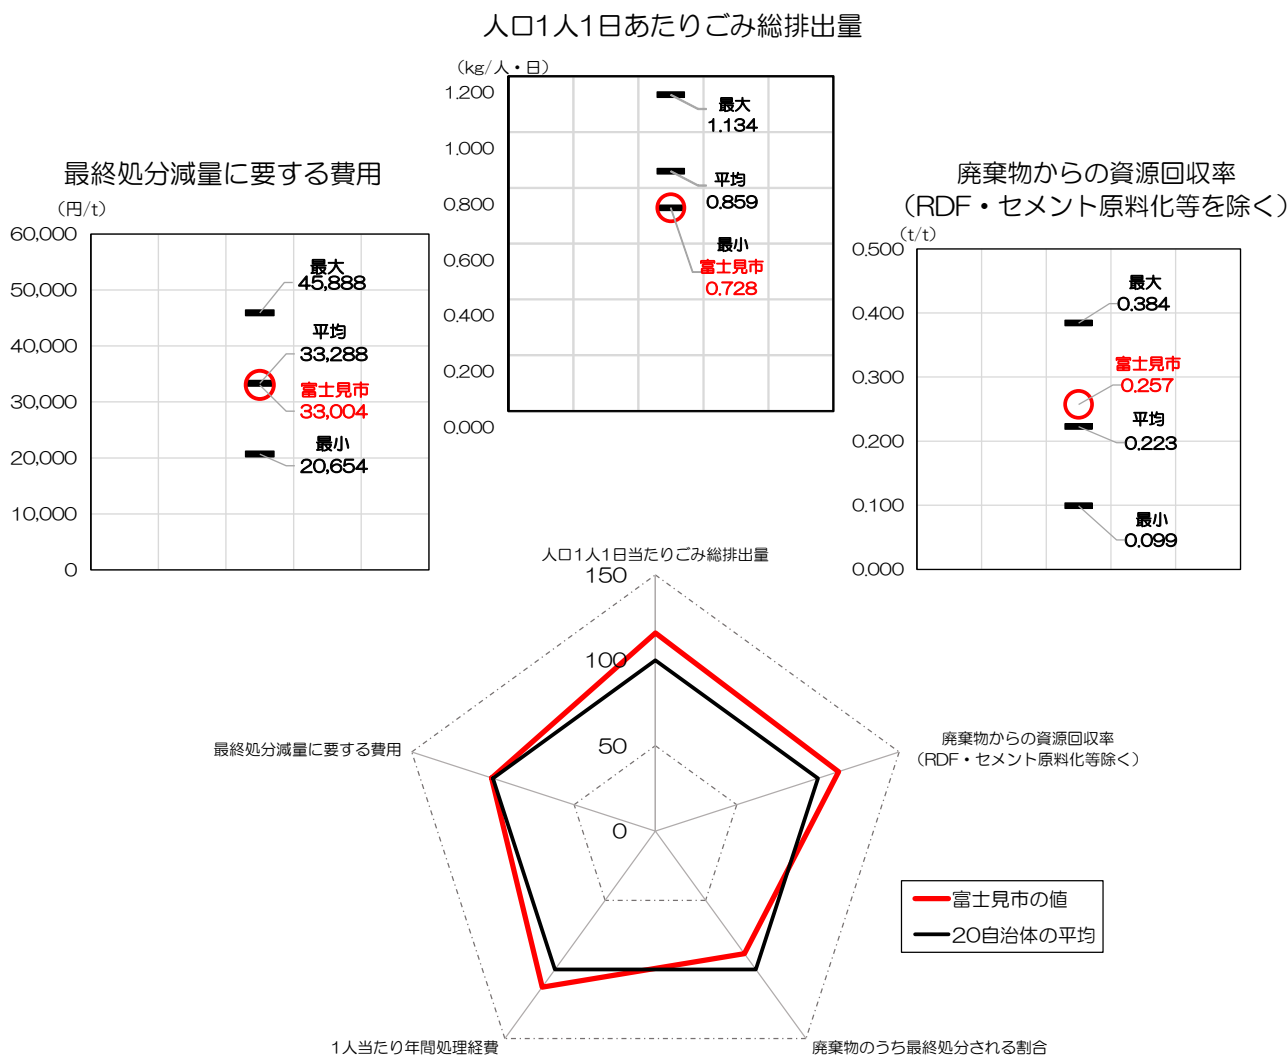 人口1人1日あたりごみ総排出量
（kg/人・日）
1.200
1.000
0.800
0.600
0.400
0.200
0.000
最大
1.134
平均
0.859
最小
富士見市
0.728
最終処分減量に要する費用
（円/t）
60,000
50,000
40,000
30,000
20,000
10,000
0
最大
45,888
平均
33,288
富士見市
33,004
最小
20,654
廃棄物からの資源回収率
（RDF・セメント原料化等を除く）
（t/t）
0.500
0.400
0.300
0.200
0.100
0.000
最大
0.384
富士見市
0.257
平均
0.223
最小
0.099
人口1人1日当たりごみ総排出量
150
100
50
0
最終処分減量に要する費用
廃棄物からの資源回収率
（RDF・セメント原料化等除く）
1人当たり年間処理経費
廃棄物のうち最終処分される割合
富士見市の値
20自治体の平均